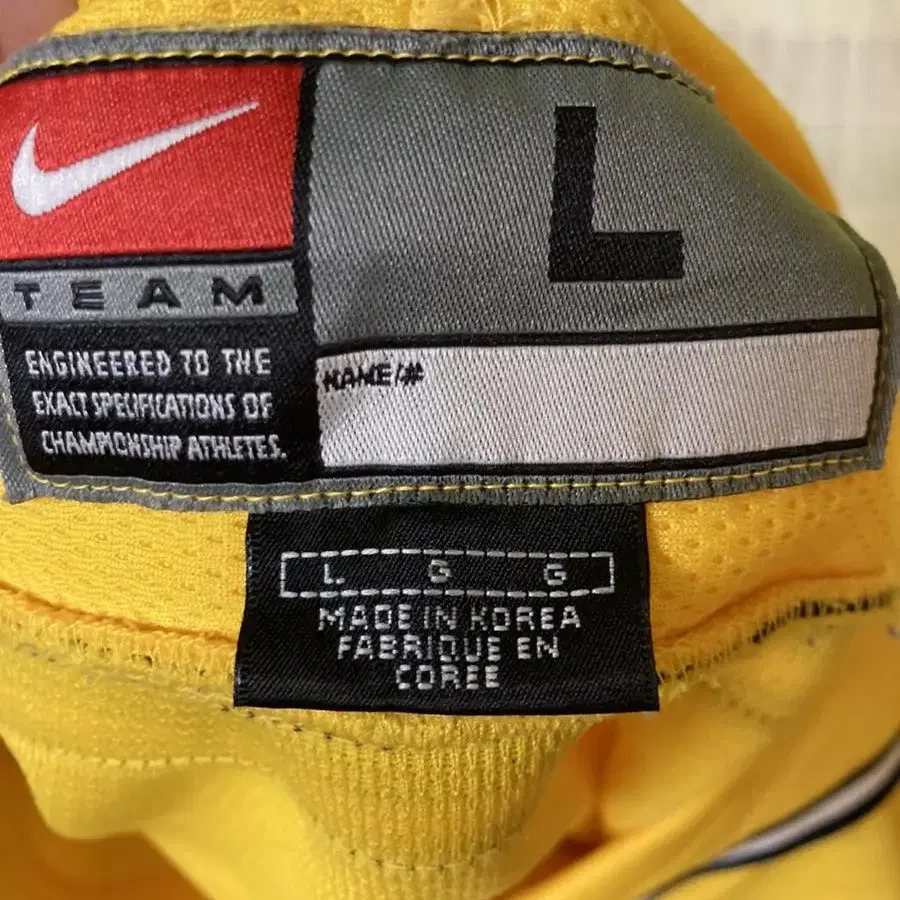 TEAM
ENGINEERED TO THE
EXACT SPECIFICATIONS OF
CHAMPIONSHIP ATHLETES.
L
NAME/#
L G G
MADE IN KOREA
FABRIQUE EN
COREE